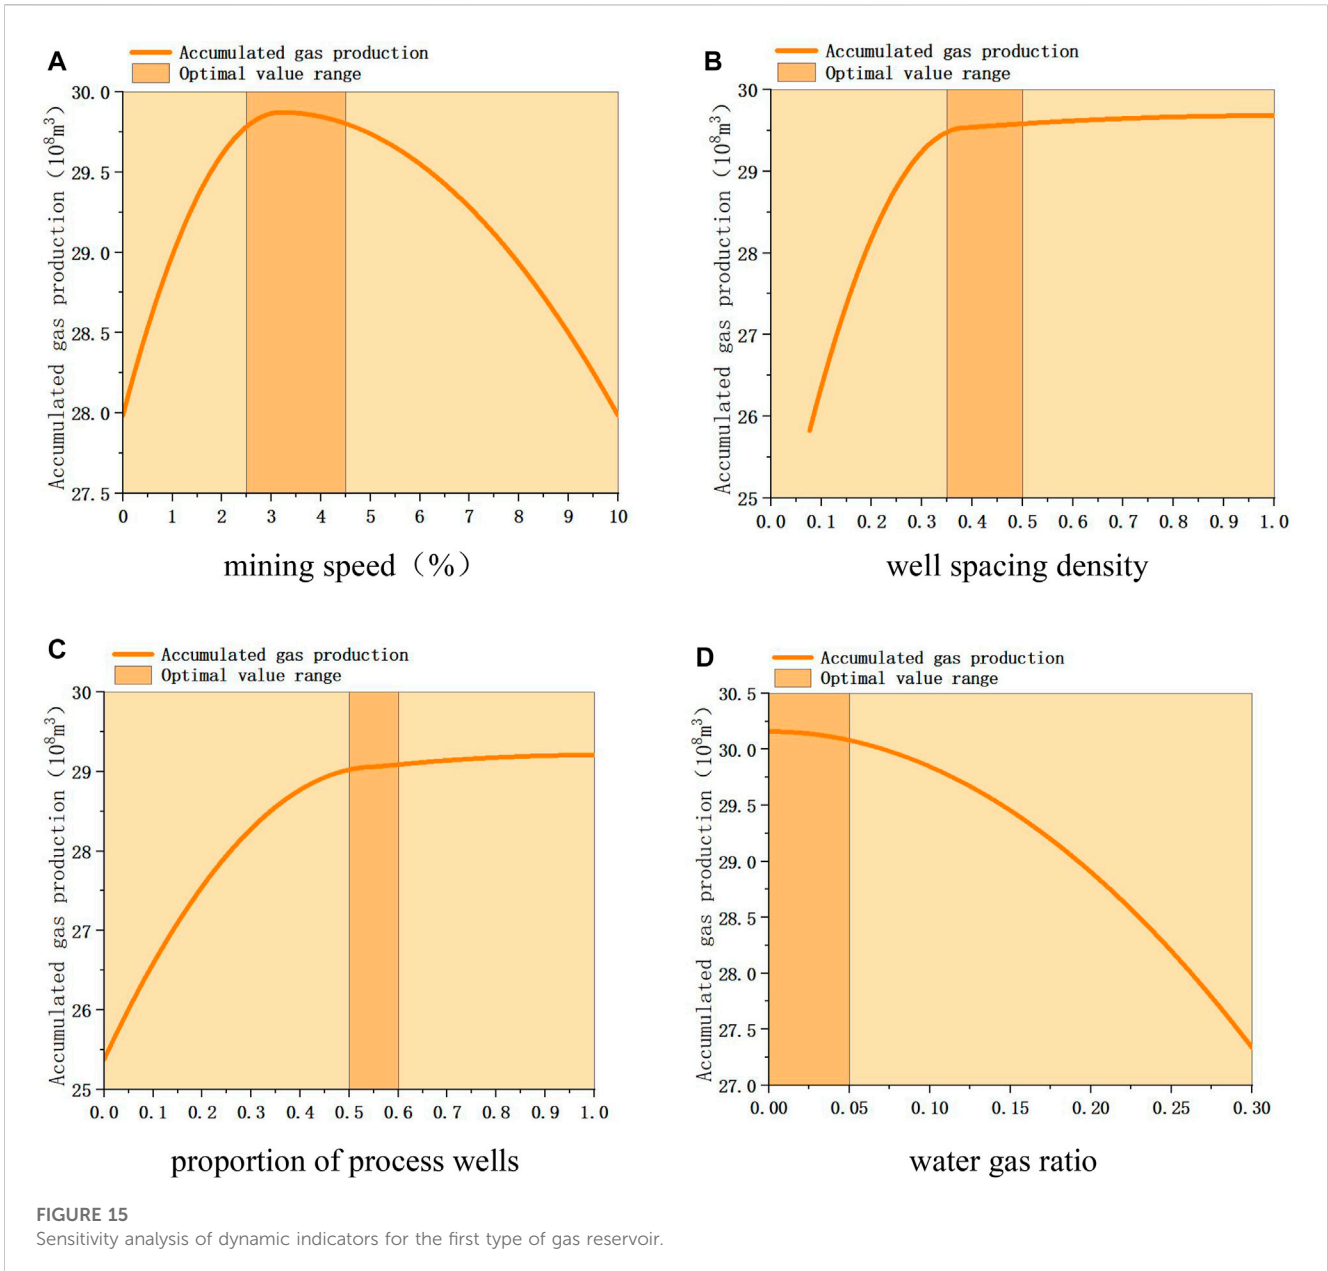 A
Accumulated gas production
Optimal value range
Accumulated gas production (10⁸m³)
30.0
29.5
29.0
28.5
28.0
27.5
0 1 2 3 4 5 6 7 8 9 10
mining speed（%）
B
Accumulated gas production
Optimal value range
Accumulated gas production (10⁸m³)
30
29
28
27
26
25
0.0 0.1 0.2 0.3 0.4 0.5 0.6 0.7 0.8 0.9 1.0
well spacing density
C
Accumulated gas production
Optimal value range
Accumulated gas production (10⁸m³)
30
29
28
27
26
25
0.0 0.1 0.2 0.3 0.4 0.5 0.6 0.7 0.8 0.9 1.0
proportion of process wells
D
Accumulated gas production
Optimal value range
Accumulated gas production (10⁸m³)
30.5
30.0
29.5
29.0
28.5
28.0
27.5
27.0
0.00 0.05 0.10 0.15 0.20 0.25 0.30
water gas ratio
FIGURE 15
Sensitivity analysis of dynamic indicators for the first type of gas reservoir.